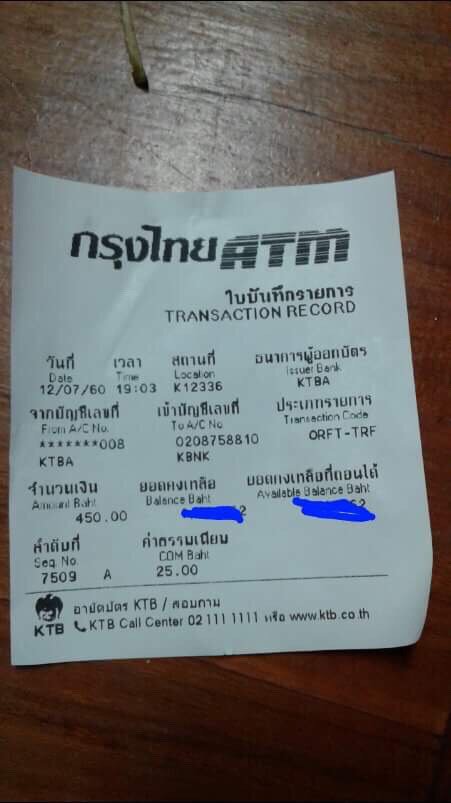 กรุงไทย ATM
ใบบันทึกรายการ
TRANSACTION RECORD
วันที่ เวลา สถานที่ ธนาคารผู้ออกบัตร
Date Time Location Issuer Bank
12/07/60 19:03 K12336 KTBA
จากบัญชีเลขที่ เข้าบัญชีเลขที่ ประเภทรายการ
From A/C No. To A/C No. Transaction Code
*******008 0208758810 ORFT-TRF
KTBA KBNK
จำนวนเงิน ยอดคงเหลือ ยอดคงเหลือที่ถอนได้
Amount Baht Balance Baht Available Balance Baht
450.00
ลำดับที่ ค่าธรรมเนียม
Seq. No. COM Baht
7509 A 25.00
KTB อายัดบัตร KTB / สอบถาม
KTB Call Center 02 111 1111 หรือ www.ktb.co.th